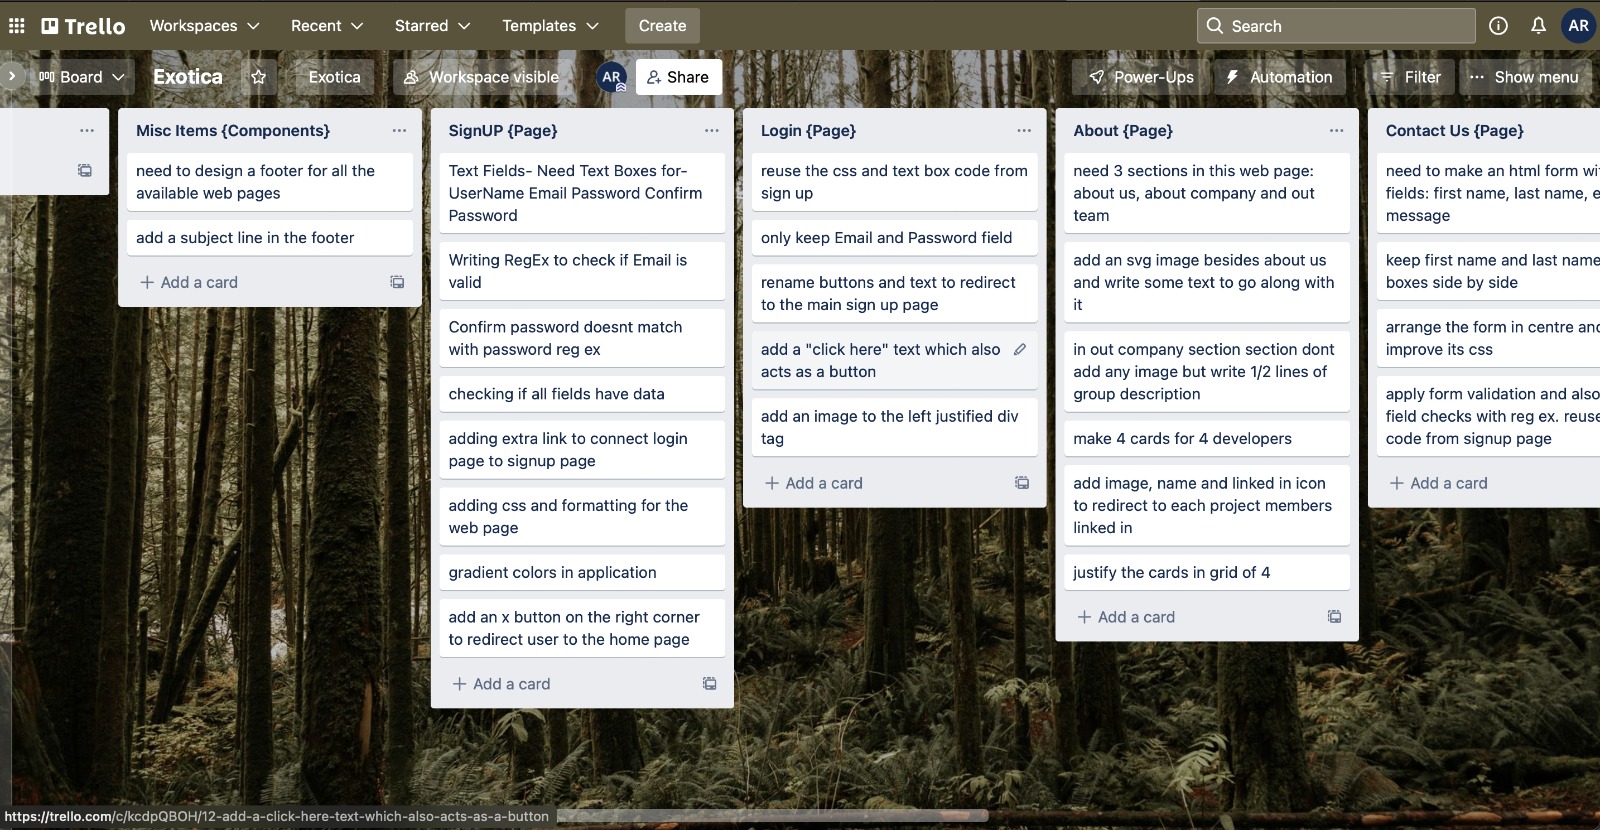 Trello
Workspaces
Recent
Starred
Templates
Create
Search
AR
Board
Exotica
Exotica
Workspace visible
AR
Share
Power-Ups
Automation
Filter
Show menu
Misc Items {Components}
need to design a footer for all the
available web pages
add a subject line in the footer
Add a card
SignUP {Page}
Text Fields- Need Text Boxes for-
UserName Email Password Confirm
Password
Writing RegEx to check if Email is
valid
Confirm password doesnt match
with password reg ex
checking if all fields have data
adding extra link to connect login
page to signup page
adding css and formatting for the
web page
gradient colors in application
add an x button on the right corner
to redirect user to the home page
Add a card
Login {Page}
reuse the css and text box code from
sign up
only keep Email and Password field
rename buttons and text to redirect
to the main sign up page
add a "click here" text which also
acts as a button
add an image to the left justified div
tag
Add a card
About {Page}
need 3 sections in this web page:
about us, about company and out
team
add an svg image besides about us
and write some text to go along with
it
in out company section section dont
add any image but write 1/2 lines of
group description
make 4 cards for 4 developers
add image, name and linked in icon
to redirect to each project members
linked in
justify the cards in grid of 4
Add a card
Contact Us {Page}
need to make an html form
fields: first name, last name,
message
keep first name and last name
boxes side by side
arrange the form in centre and
improve its css
apply form validation and also
field checks with reg ex. reuse
code from signup page
Add a card
https://trello.com/c/kcdpQBOH/12-add-a-click-here-text-which-also-acts-as-a-button